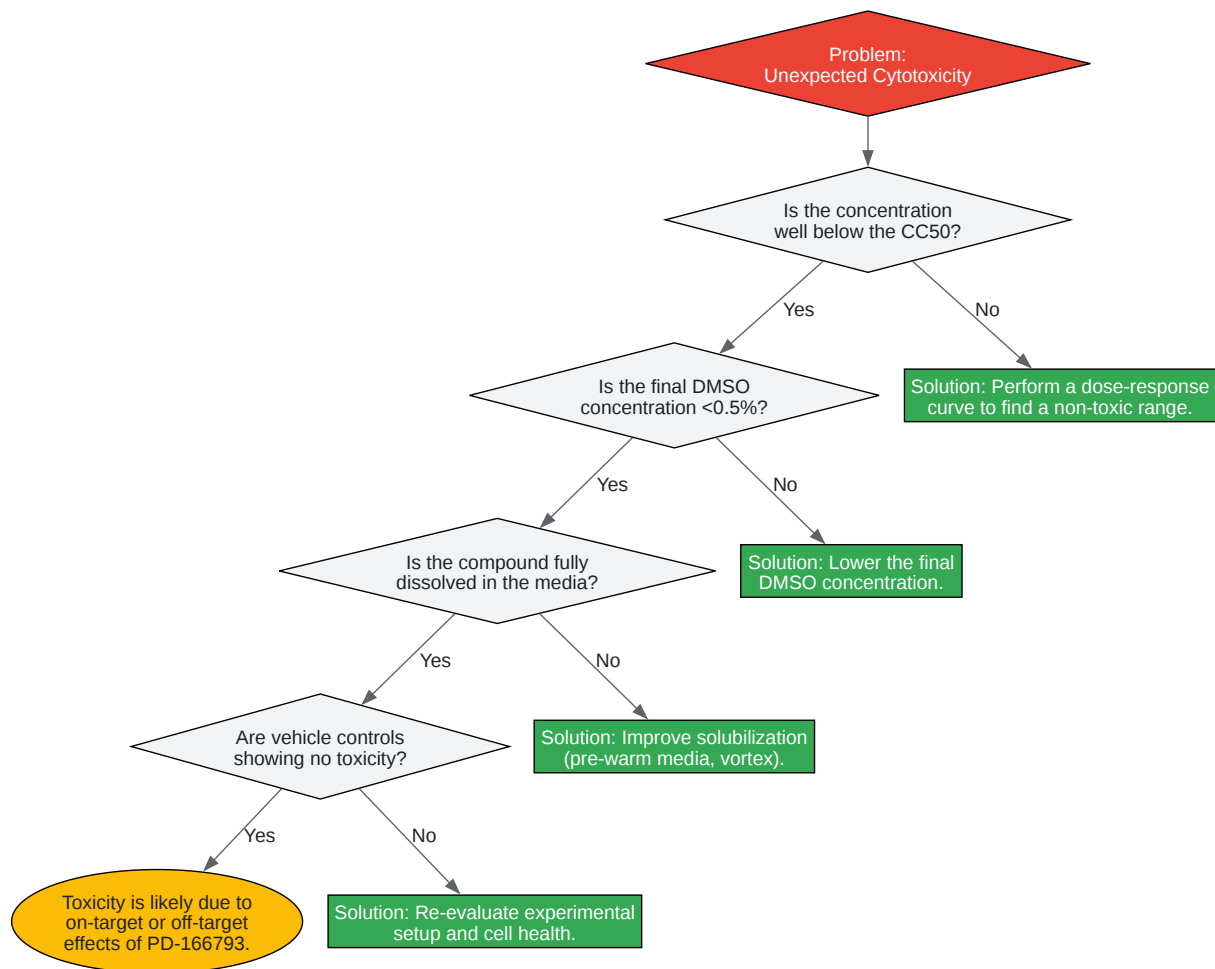 Problem:
Unexpected Cytotoxicity
Is the concentration
well below the CC50?
Yes
No
Is the final DMSO
concentration <0.5%?
Solution: Perform a dose-response
curve to find a non-toxic range.
Yes
No
Is the compound fully
dissolved in the media?
Solution: Lower the final
DMSO concentration.
Yes
No
Are vehicle controls
showing no toxicity?
Solution: Improve solubilization
(pre-warm media, vortex).
Yes
No
Toxicity is likely due to
on-target or off-target
effects of PD-166793.
Solution: Re-evaluate experimental
setup and cell health.